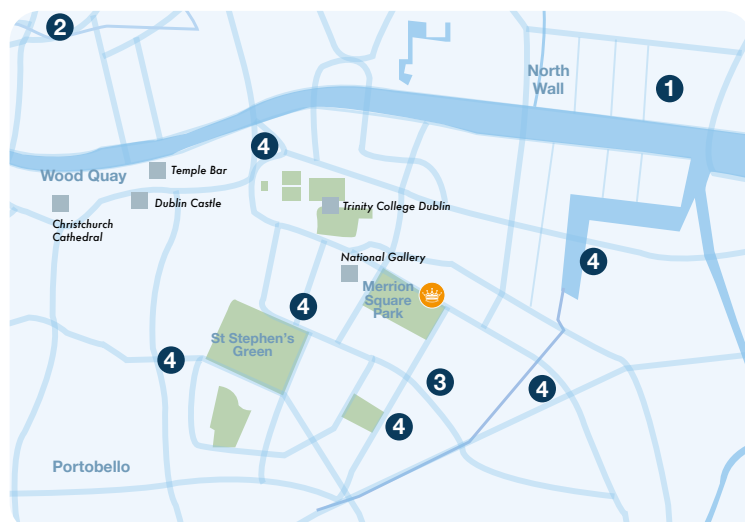 2
North
Wall
1
4
Temple Bar
Wood Quay
Dublin Castle
Christchurch
Cathedral
Trinity College Dublin
National Gallery
4
Merrion
Square
Park
4
St Stephen's
Green
4
3
4
4
Portobello